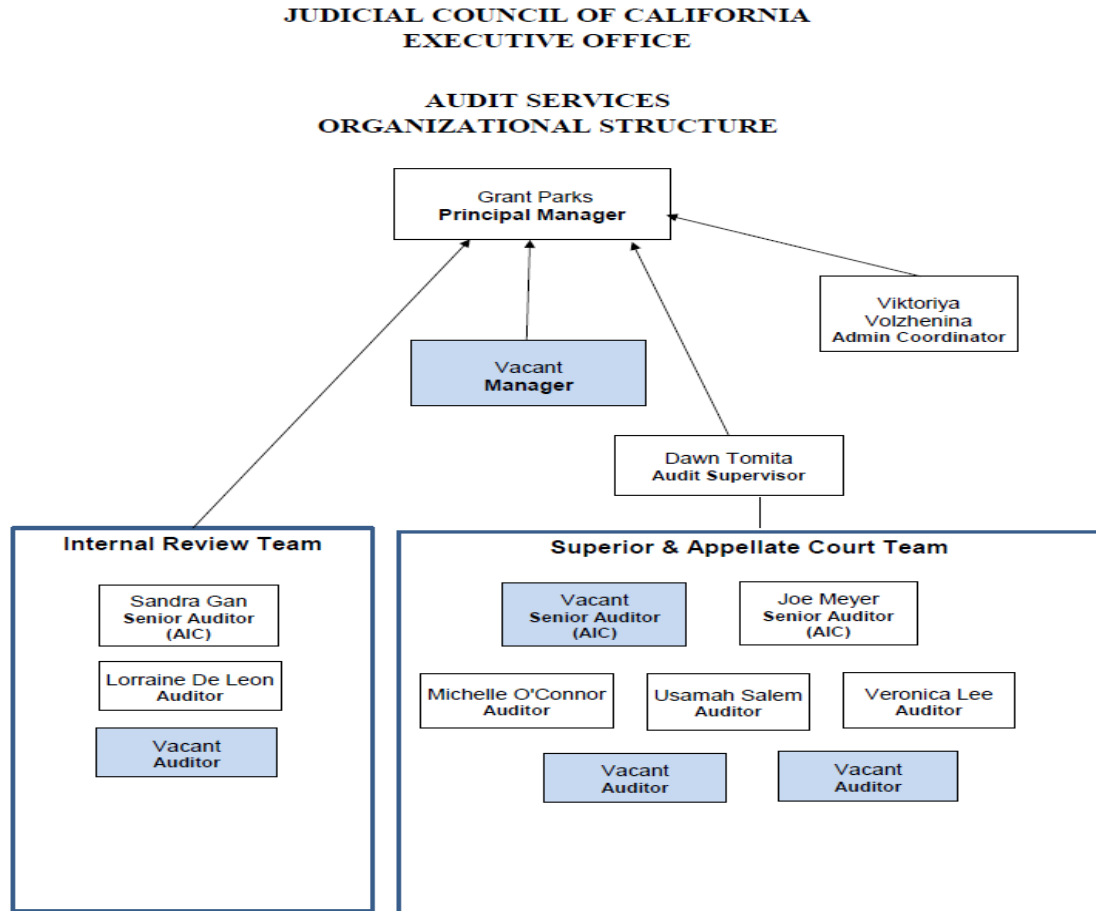 JUDICIAL COUNCIL OF CALIFORNIA
EXECUTIVE OFFICE
AUDIT SERVICES
ORGANIZATIONAL STRUCTURE
Grant Parks
Principal Manager
Viktoriya
Volzhenina
Admin Coordinator
Vacant
Manager
Dawn Tomita
Audit Supervisor
Internal Review Team
Sandra Gan
Senior Auditor
(AIC)
Lorraine De Leon
Auditor
Vacant
Auditor
Superior & Appellate Court Team
Vacant
Senior Auditor
(AIC)
Joe Meyer
Senior Auditor
(AIC)
Michelle O'Connor
Auditor
Usamah Salem
Auditor
Veronica Lee
Auditor
Vacant
Auditor
Vacant
Auditor